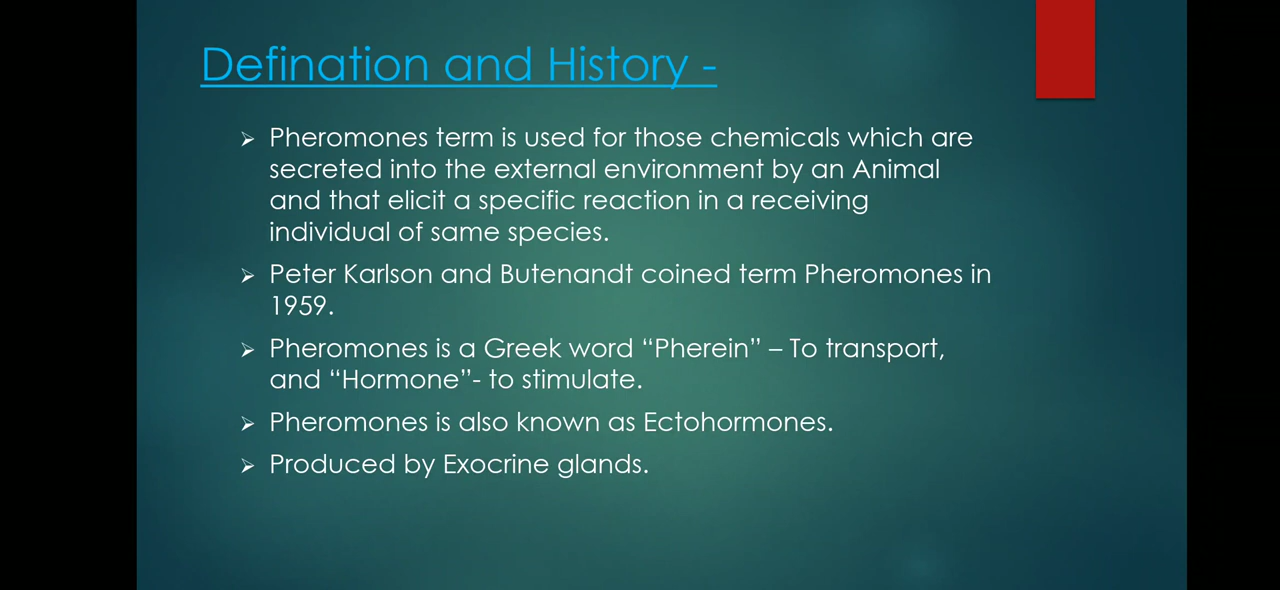 Defination and History -
Pheromones term is used for those chemicals which are
secreted into the external environment by an Animal
and that elicit a specific reaction in a receiving
individual of same species.
Peter Karlson and Butenandt coined term Pheromones in
1959.
Pheromones is a Greek word “Pherein” – To transport,
and “Hormone”- to stimulate.
Pheromones is also known as Ectohormones.
Produced by Exocrine glands.